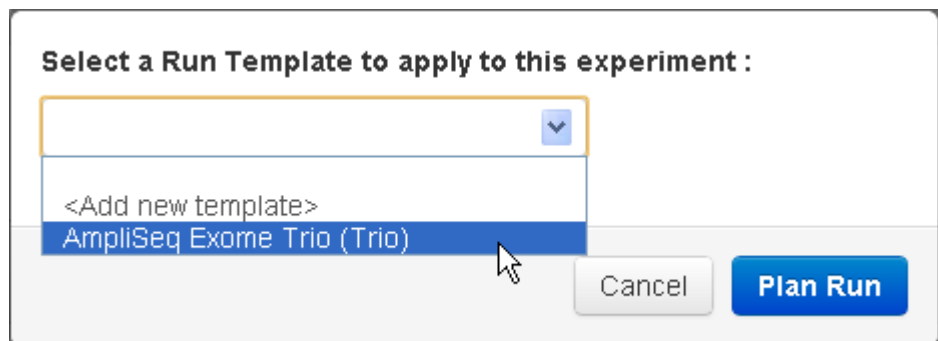 Select a Run Template to apply to this experiment :
<Add new template>
AmpliSeq Exome Trio (Trio)
Cancel
Plan Run